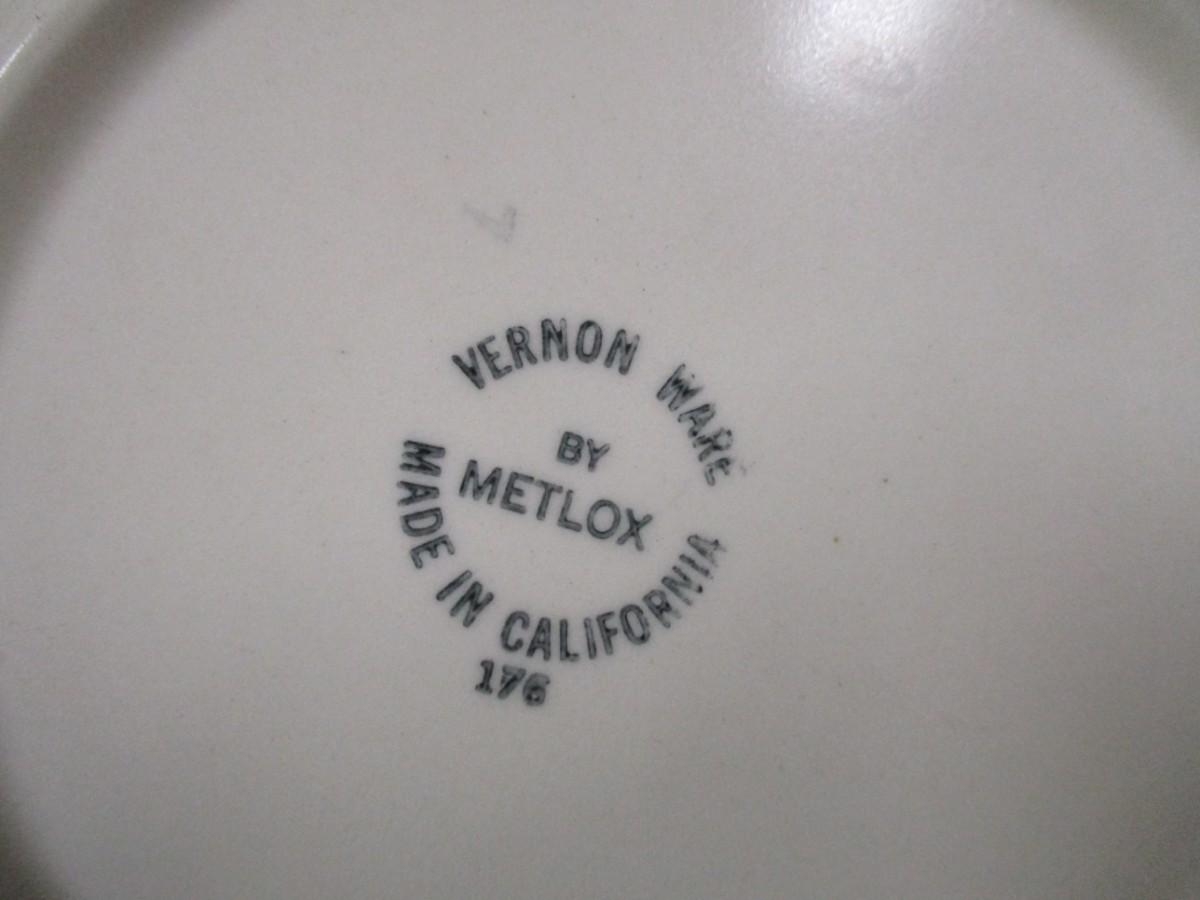 VERNON WARE
BY
METLOX
MADE IN CALIFORNIA
176